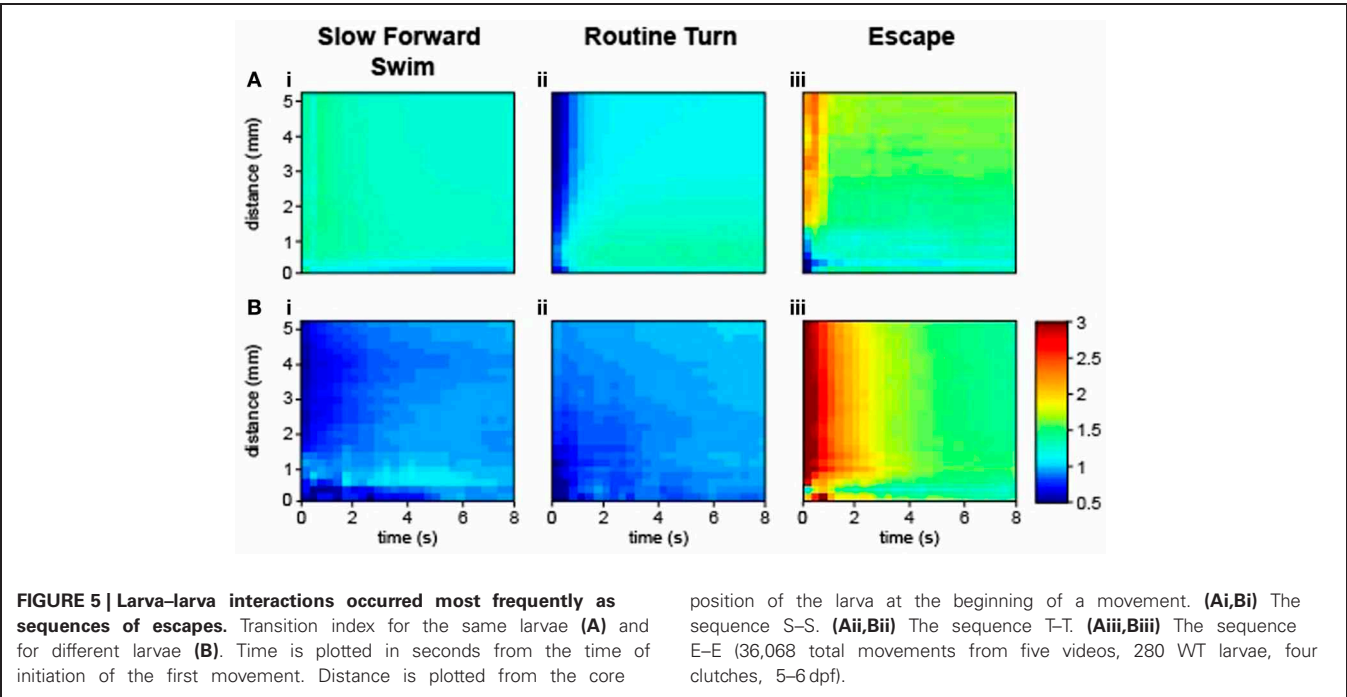 Slow Forward
Swim
Routine Turn
Escape
A i
ii
iii
distance (mm)
5
4
3
2
1
0
B i
ii
iii
distance (mm)
5
4
3
2
1
0
0 2 4 6 8
time (s)
0 2 4 6 8
time (s)
0 2 4 6 8
time (s)
3
2.5
2
1.5
1
0.5
FIGURE 5 | Larva–larva interactions occurred most frequently as
sequences of escapes. Transition index for the same larvae (A) and
for different larvae (B). Time is plotted in seconds from the time of
initiation of the first movement. Distance is plotted from the core
position of the larva at the beginning of a movement. (Ai,Bi) The
sequence S–S. (Aii,Bii) The sequence T–T. (Aiii,Biii) The sequence
E–E (36,068 total movements from five videos, 280 WT larvae, four
clutches, 5–6 dpf).